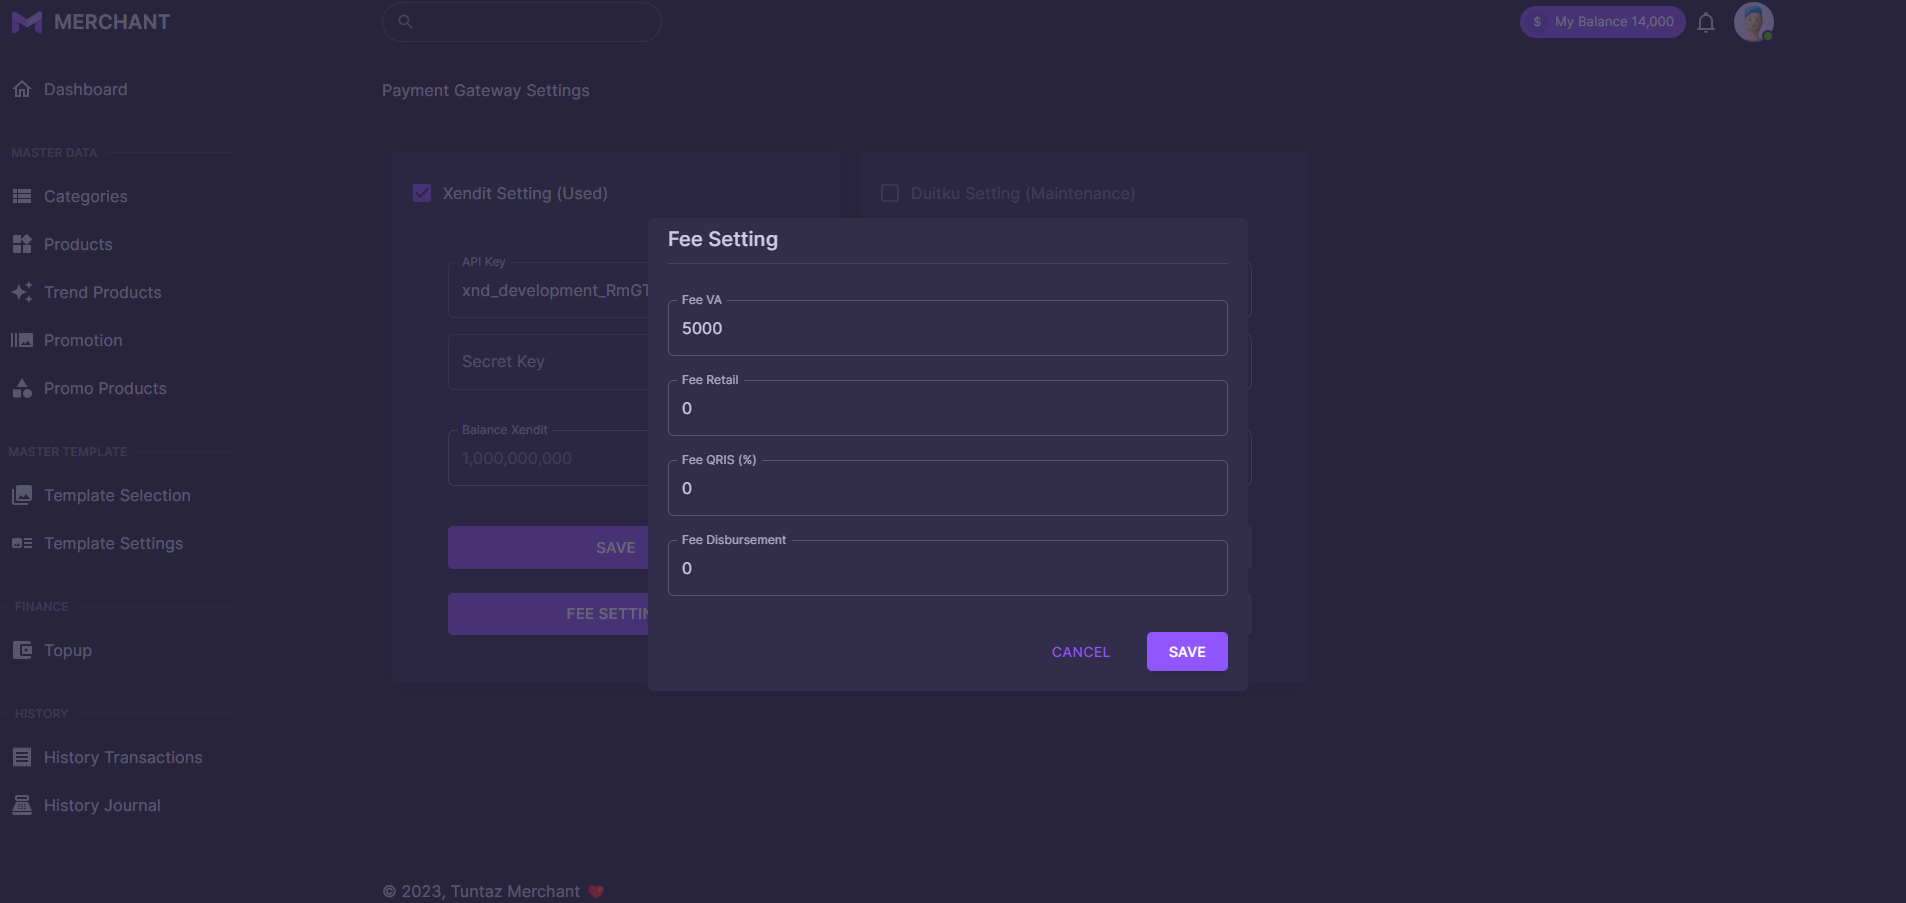 MERCHANT
$ My Balance 14,000
Dashboard
Payment Gateway Settings
MASTER DATA
Categories
Products
Trend Products
Promotion
Promo Products
MASTER TEMPLATE
Template Selection
Template Settings
FINANCE
Topup
HISTORY
History Transactions
History Journal
Xendit Setting (Used)
API Key
xnd_development_RmGT
Secret Key
Balance Xendit
1,000,000,000
SAVE
FEE SETTIN
Duitku Setting (Maintenance)
Fee Setting
Fee VA
5000
Fee Retail
0
Fee QRIS (%)
0
Fee Disbursement
0
CANCEL
SAVE
© 2023, Tuntaz Merchant